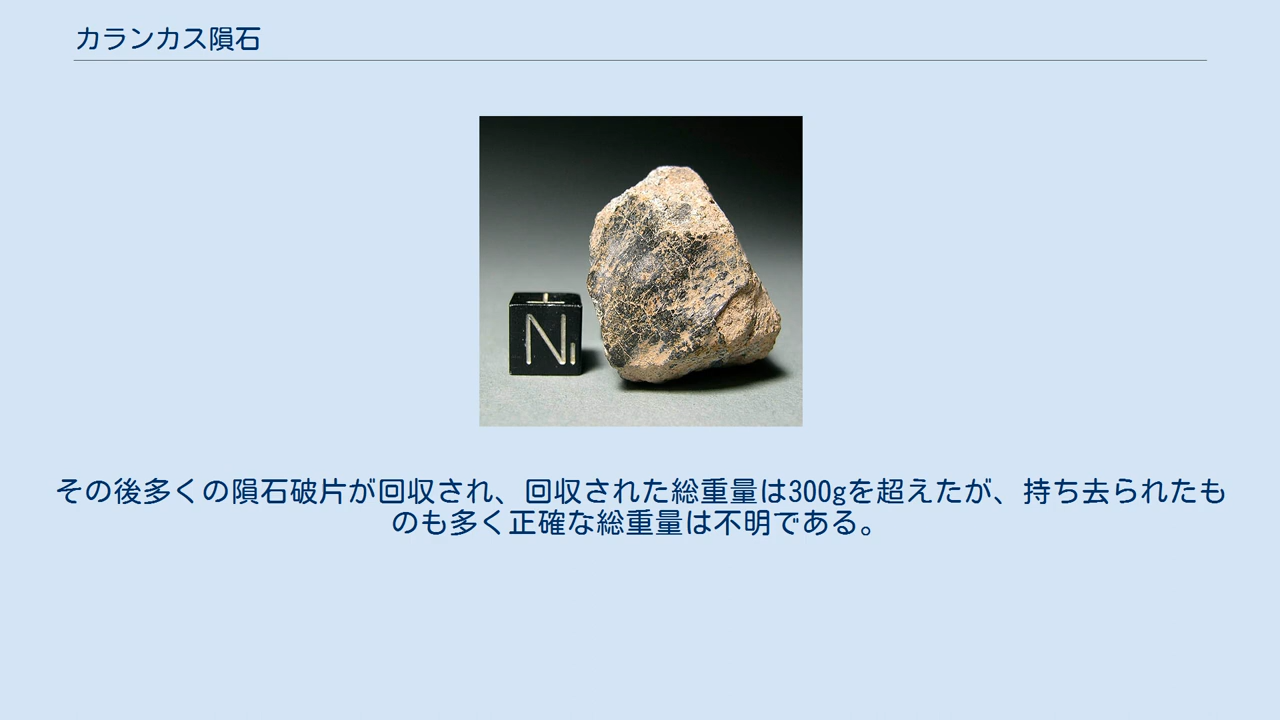 カランカス隕石
N
その後多くの隕石破片が回収され、回収された総重量は300gを超えたが、持ち去られたも
のも多く正確な総重量は不明である。